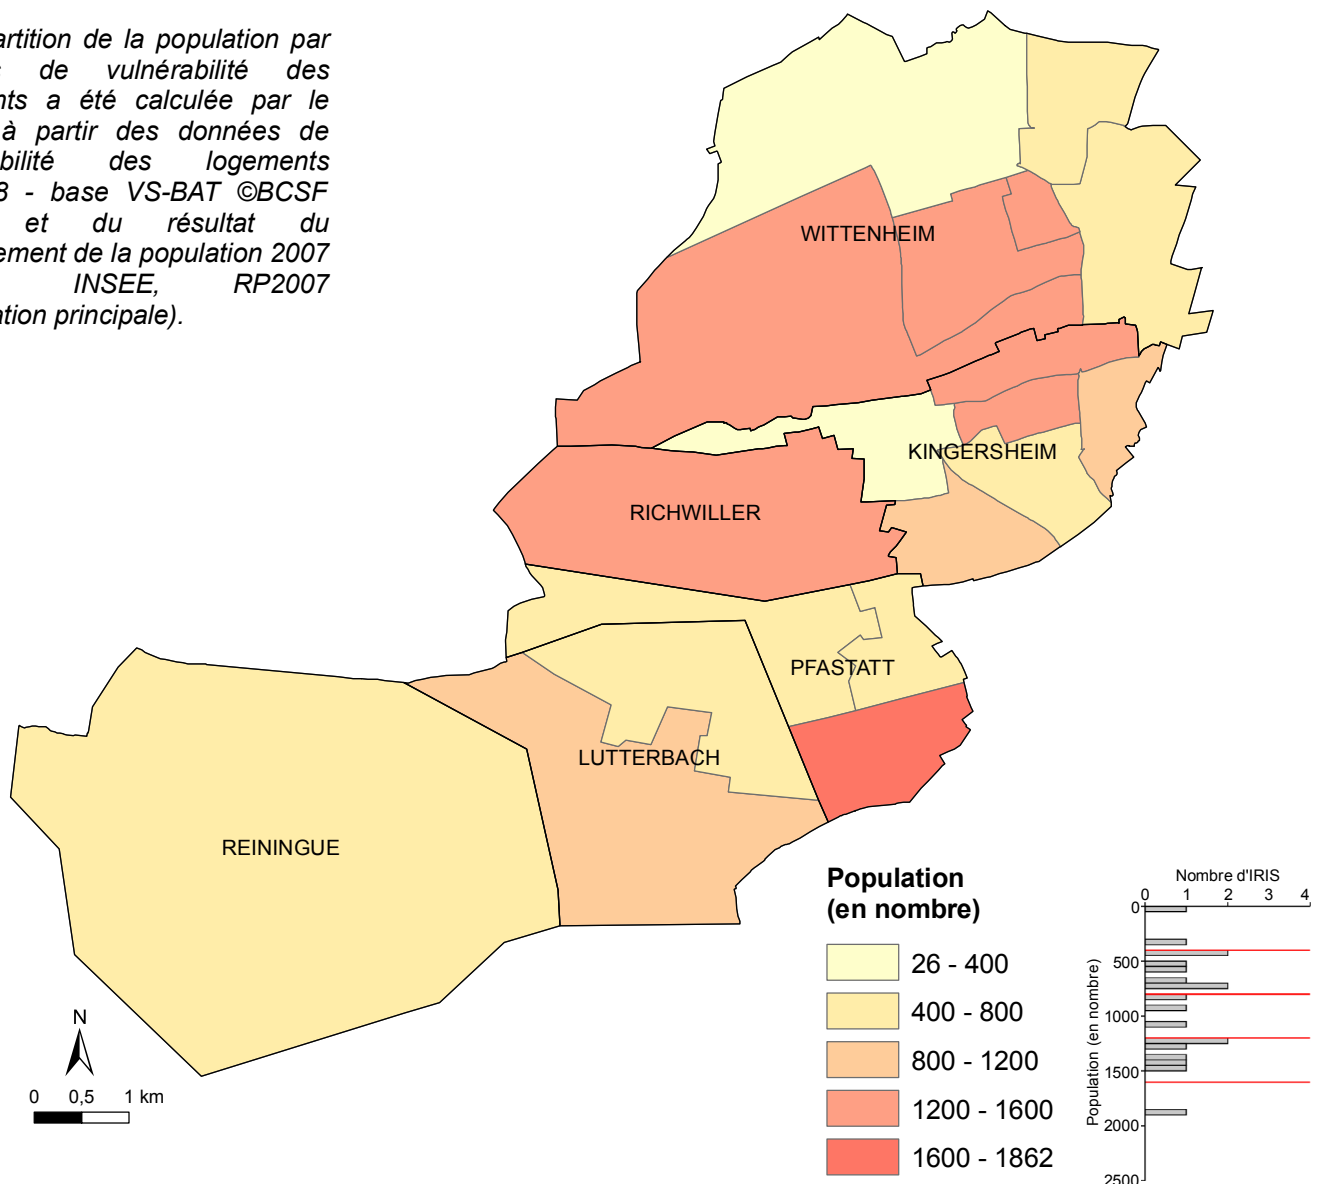 artition de la population par
de vulnérabilité des
nts a été calculée par le
à partir des données de
bilité des logements
8 - base VS-BAT ©BCSF
et du résultat du
ement de la population 2007
INSEE, RP2007
ation principale).
WITTENHEIM
KINGERSHEIM
RICHWILLER
PFASTATT
LUTTERBACH
REININGUE
N
0 0,5 1 km
Population
(en nombre)
26 - 400
400 - 800
800 - 1200
1200 - 1600
1600 - 1862
Nombre d'IRIS
0 1 2 3 4
Population (en nombre)
0
500
1000
1500
2000
2500